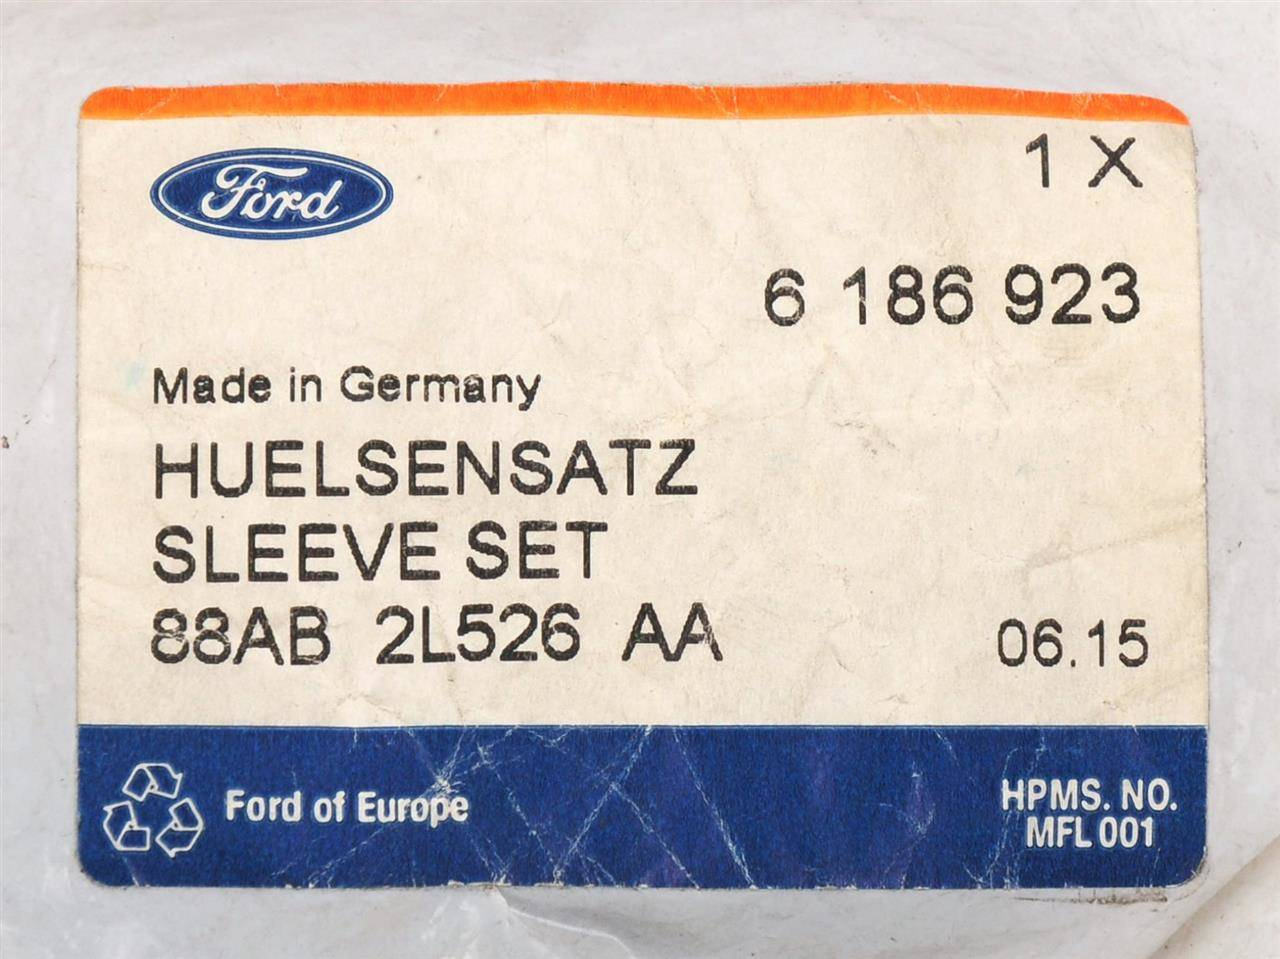 Ford
1 X
6 186 923
Made in Germany
HUELSENSATZ
SLEEVE SET
88AB 2L526 AA
06.15
Ford of Europe
HPMS. NO.
MFL 001